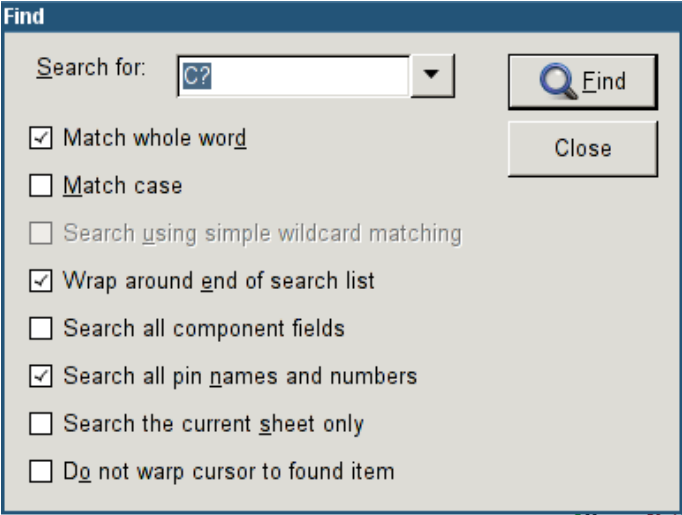 Find
Search for: C? Find
Close
Match whole word
Match case
Search using simple wildcard matching
Wrap around end of search list
Search all component fields
Search all pin names and numbers
Search the current sheet only
Do not warp cursor to found item